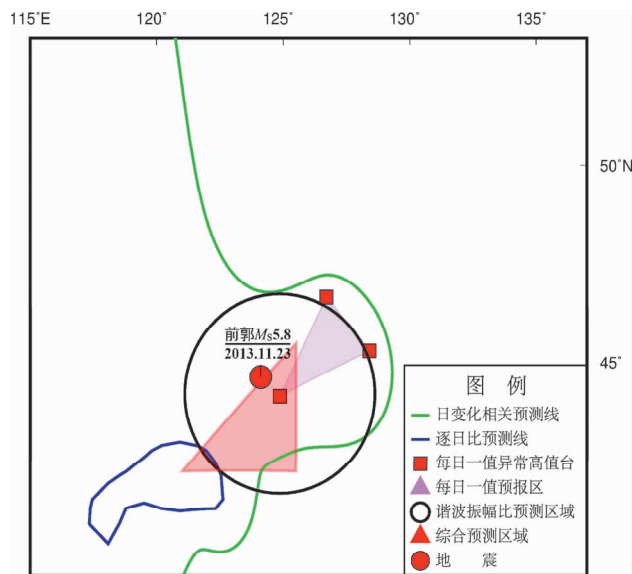 115°E
120°
125°
130°
135°
50°N
45°
前郭MS5.8
2013.11.23
图 例
日变化相关预测线
逐日比预测线
每日一值异常高值台
每日一值预报区
谐波振幅比预测区域
综合预测区域
地 震